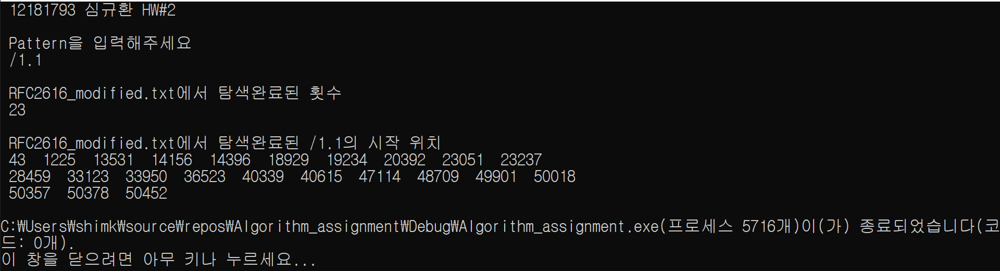 12181793 심규환 HW#2
Pattern을 입력해주세요
/1.1
RFC2616_modified.txt에서 탐색완료된 횟수
23
RFC2616_modified.txt에서 탐색완료된 /1.1의 시작 위치
43  1225  13531  14156  14396  18929  19234  20392  23051  23237
28459  33123  33950  36523  40339  40615  47114  48709  49901  50018
50357  50378  50452
C:₩Users₩shimk₩source₩repos₩Algorithm_assignment₩Debug₩Algorithm_assignment.exe(프로세스 5716개)이(가) 종료되었습니다(코
드: 0개).
이 창을 닫으려면 아무 키나 누르세요...